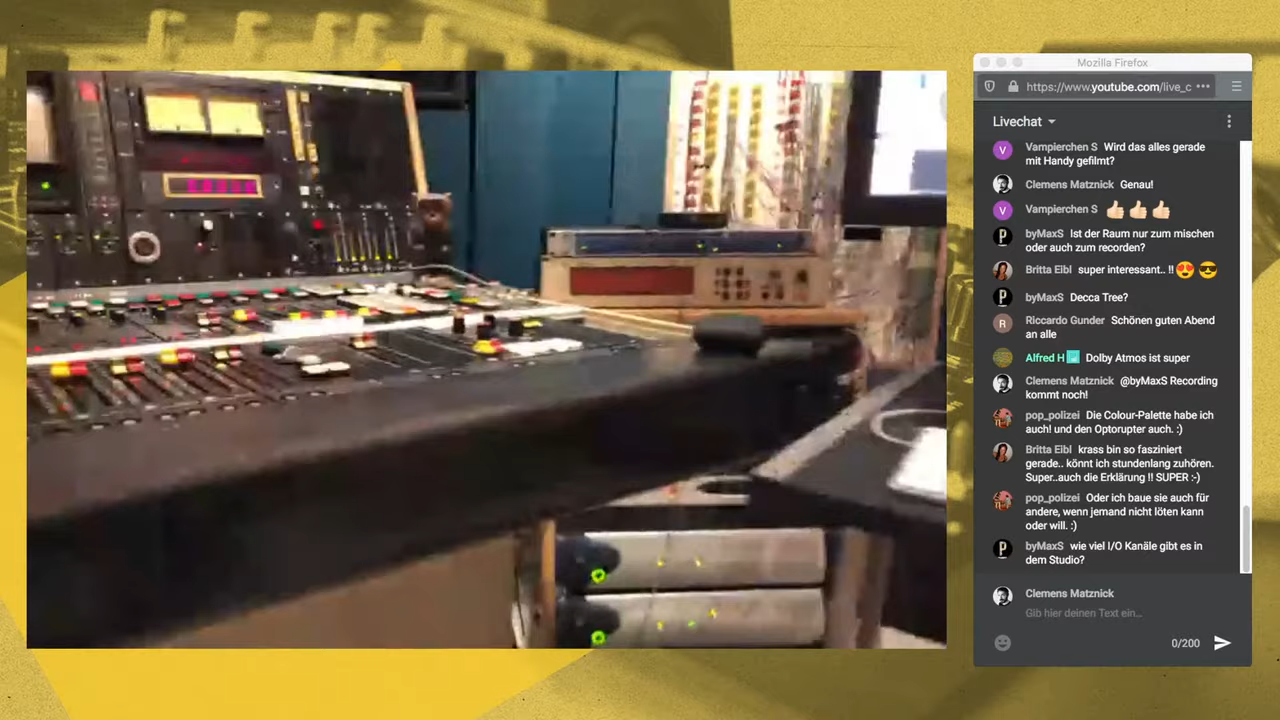 Mozilla Firefox
https://www.youtube.com/live_c
Livechat
V Vampierchen S Wird das alles gerade
mit Handy gefilmt?
Clemens Matznick Genau!
V Vampierchen S 👍🏻👍🏻👍🏻
P byMaxS Ist der Raum nur zum mischen
oder auch zum recorden?
Britta Eibl super interessant.. !!😍😎
P byMaxS Decca Tree?
R Riccardo Gunder Schönen guten Abend
an alle
Alfred H Dolby Atmos ist super
Clemens Matznick @byMaxS Recording
kommt noch!
pop_polizei Die Colour-Palette habe ich
auch! und den Optorupter auch. :)
Britta Eibl krass bin so fasziniert
gerade.. könnt ich stundenlang zuhören.
Super..auch die Erklärung !! SUPER :-)
pop_polizei Oder ich baue sie auch für
andere, wenn jemand nicht löten kann
oder will. :)
P byMaxS wie viel I/O Kanäle gibt es in
dem Studio?
Clemens Matznick
Gib hier deinen Text ein...
0/200